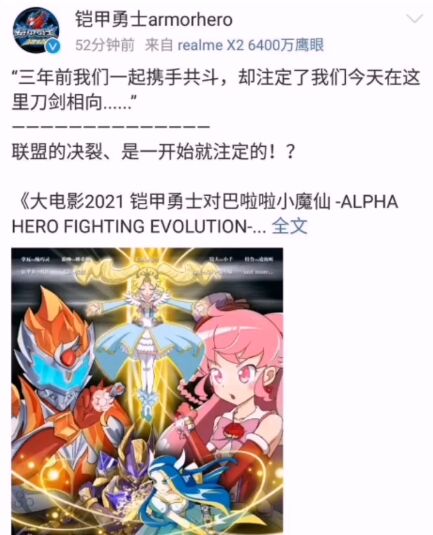 铠甲勇士armorhero
52分钟前 来自 realme X2 6400万鹰眼
“三年前我们一起携手共斗，却注定了我们今天在这
里刀剑相向......”
———————————————
联盟的决裂、是一开始就注定的！？
《大电影2021 铠甲勇士对巴啦啦小魔仙 -ALPHA
HERO FIGHTING EVOLUTION-... 全文